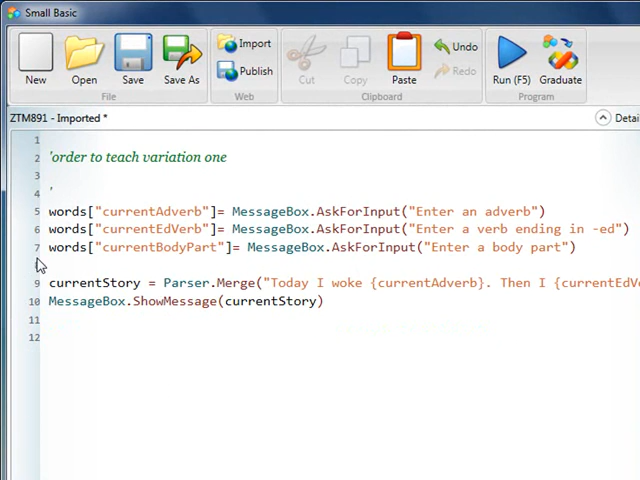 Small Basic
New
Open
Save
Save As
Import
Publish
Cut
Copy
Paste
Undo
Redo
Run (F5)
Graduate
File
Web
Clipboard
Program
ZTM891 - Imported *
Detai
1
2 'order to teach variation one
3
4 '
5 words["currentAdverb"]= MessageBox.AskForInput("Enter an adverb")
6 words["currentEdVerb"]= MessageBox.AskForInput("Enter a verb ending in -ed")
7 words["currentBodyPart"]= MessageBox.AskForInput("Enter a body part")
9 currentStory = Parser.Merge("Today I woke {currentAdverb}. Then I {currentEdVe
10 MessageBox.ShowMessage(currentStory)
11
12